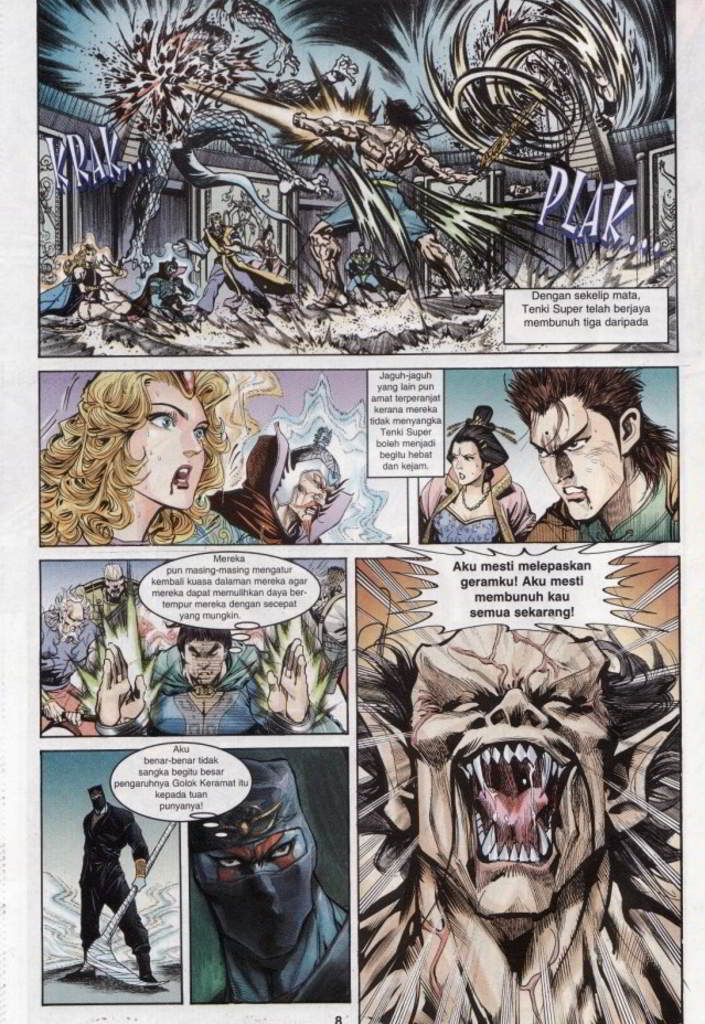 KRAK...
PLAK...
Dengan sekelip mata,
Tenki Super telah berjaya
membunuh tiga daripada
Jaguh-jaguh
yang lain pun
amat terperanjat
kerana mereka
tidak menyangka
Tenki Super
boleh menjadi
begitu hebat
dan kejam.
Mereka
pun masing-masing mengatur
kembali kuasa dalaman mereka agar
mereka dapat memulihkan daya ber-
tempur mereka dengan secepat
yang mungkin.
Aku mesti melepaskan
geramku! Aku mesti
membunuh kau
semua sekarang!
Aku
benar-benar tidak
sangka begitu besar
pengaruhnya Golok Keramat itu
kepada tuan
punyanya!
8